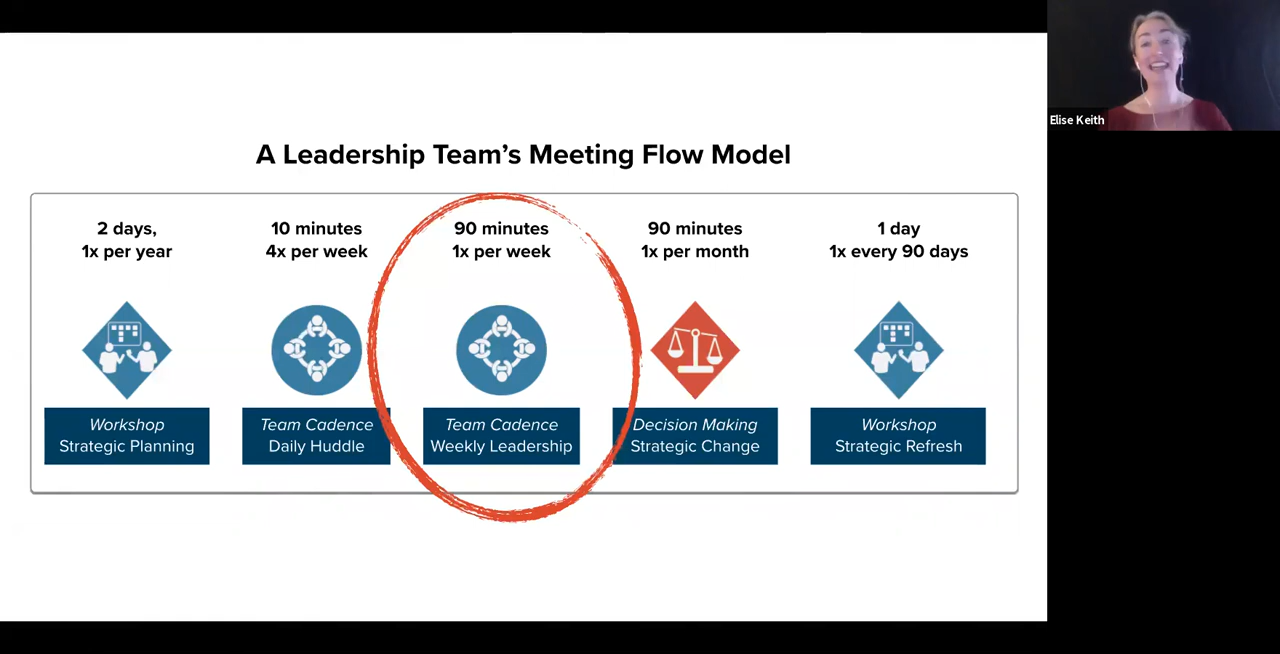 Elise Keith
A Leadership Team's Meeting Flow Model
2 days,
1x per year
10 minutes
4x per week
90 minutes
1x per week
90 minutes
1x per month
1 day
1x every 90 days
Workshop
Strategic Planning
Team Cadence
Daily Huddle
Team Cadence
Weekly Leadership
Decision Making
Strategic Change
Workshop
Strategic Refresh